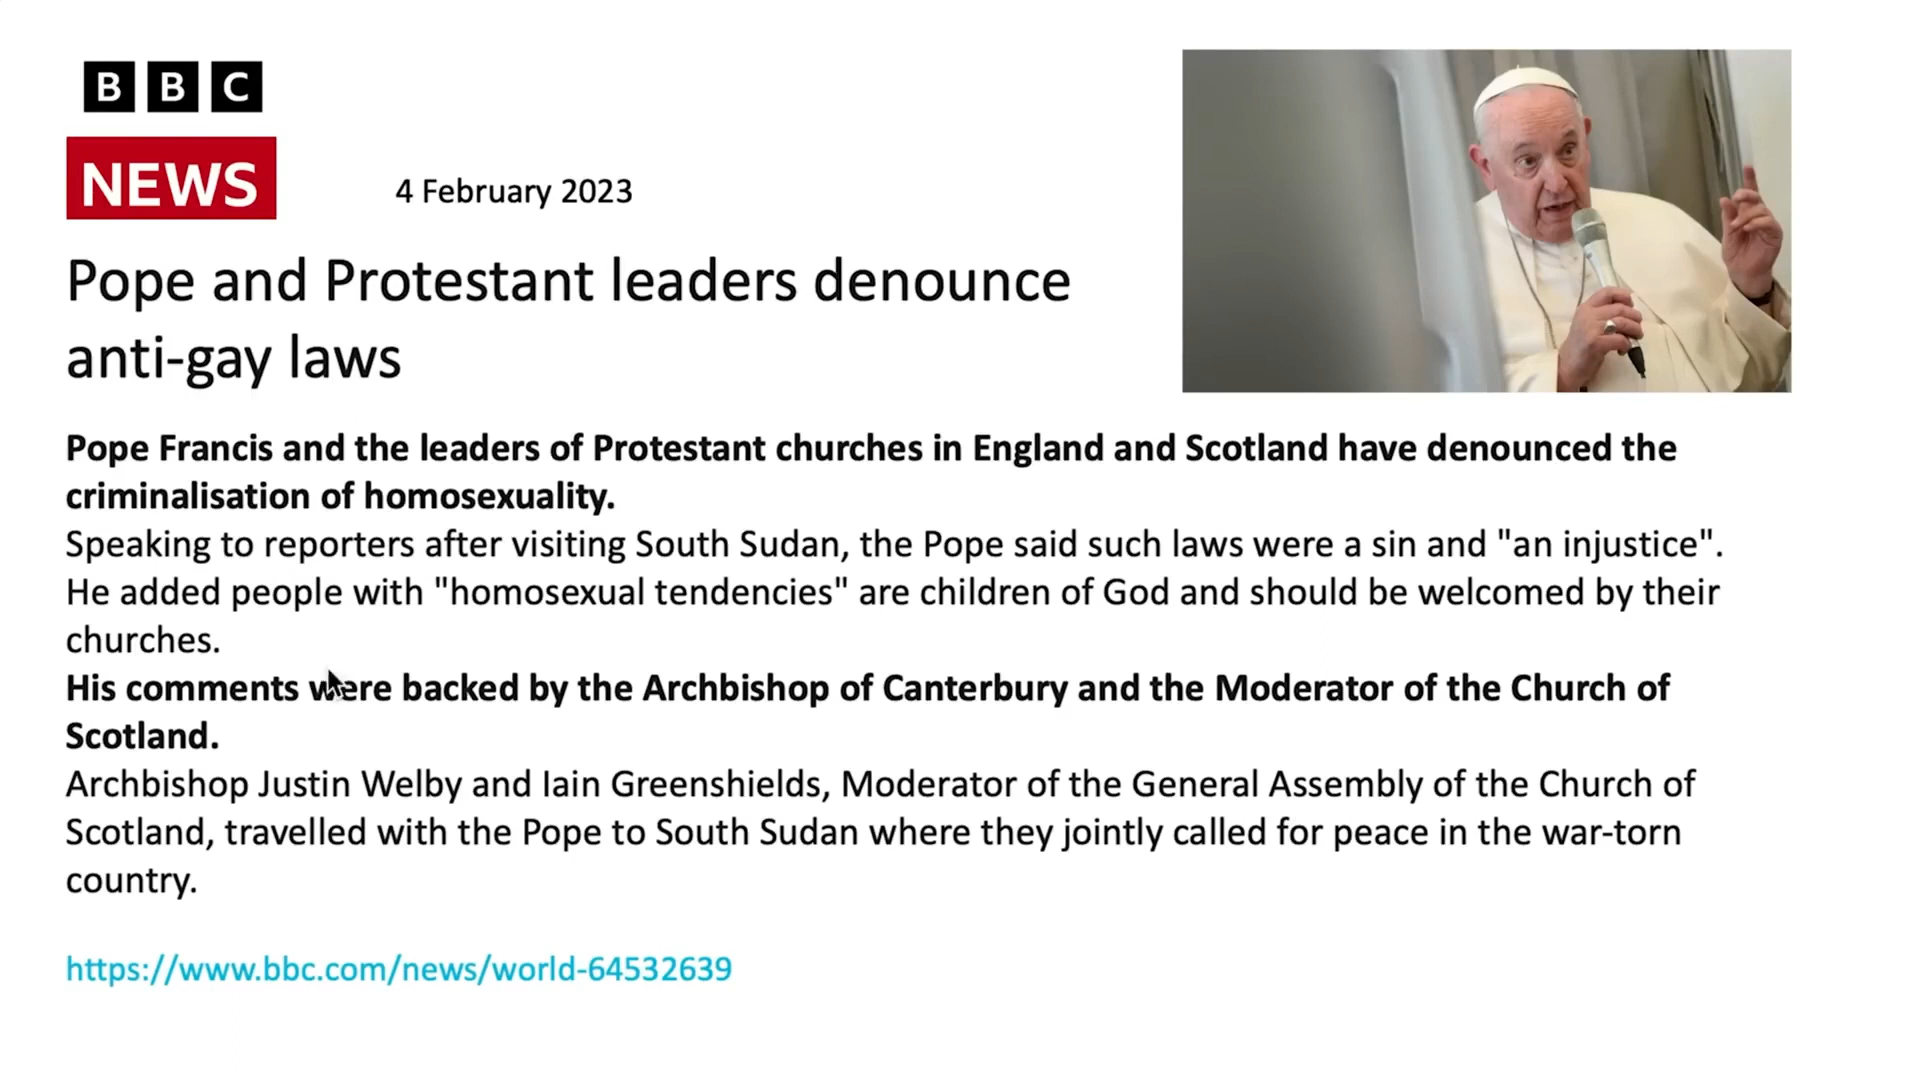 BBC
NEWS
4 February 2023
Pope and Protestant leaders denounce
anti-gay laws
Pope Francis and the leaders of Protestant churches in England and Scotland have denounced the
criminalisation of homosexuality.
Speaking to reporters after visiting South Sudan, the Pope said such laws were a sin and "an injustice".
He added people with "homosexual tendencies" are children of God and should be welcomed by their
churches.
His comments were backed by the Archbishop of Canterbury and the Moderator of the Church of
Scotland.
Archbishop Justin Welby and Iain Greenshields, Moderator of the General Assembly of the Church of
Scotland, travelled with the Pope to South Sudan where they jointly called for peace in the war-torn
country.
https://www.bbc.com/news/world-64532639